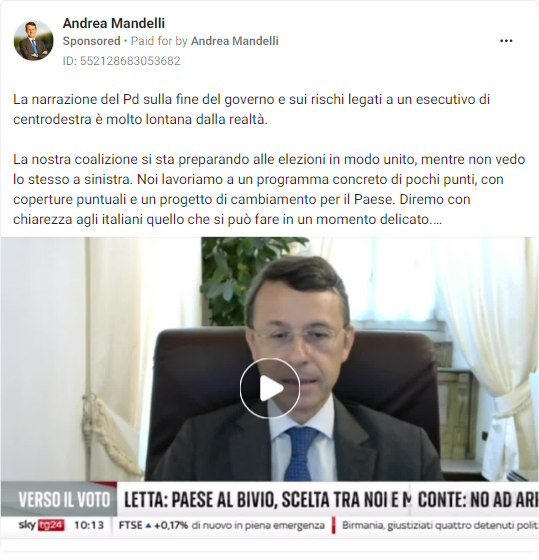 Andrea Mandelli
Sponsored • Paid for by Andrea Mandelli
ID: 552128683053682
La narrazione del Pd sulla fine del governo e sui rischi legati a un esecutivo di
centrodestra è molto lontana dalla realtà.
La nostra coalizione si sta preparando alle elezioni in modo unito, mentre non vedo
lo stesso a sinistra. Noi lavoriamo a un programma concreto di pochi punti, con
coperture puntuali e un progetto di cambiamento per il Paese. Diremo con
chiarezza agli italiani quello che si può fare in un momento delicato....
VERSO IL VOTO LETTA: PAESE AL BIVIO, SCELTA TRA NOI E M CONTE: NO AD ARR
sky tg24 10:13 FTSE +0,17% di nuovo in piena emergenza Birmania, giustiziati quattro detenuti polit